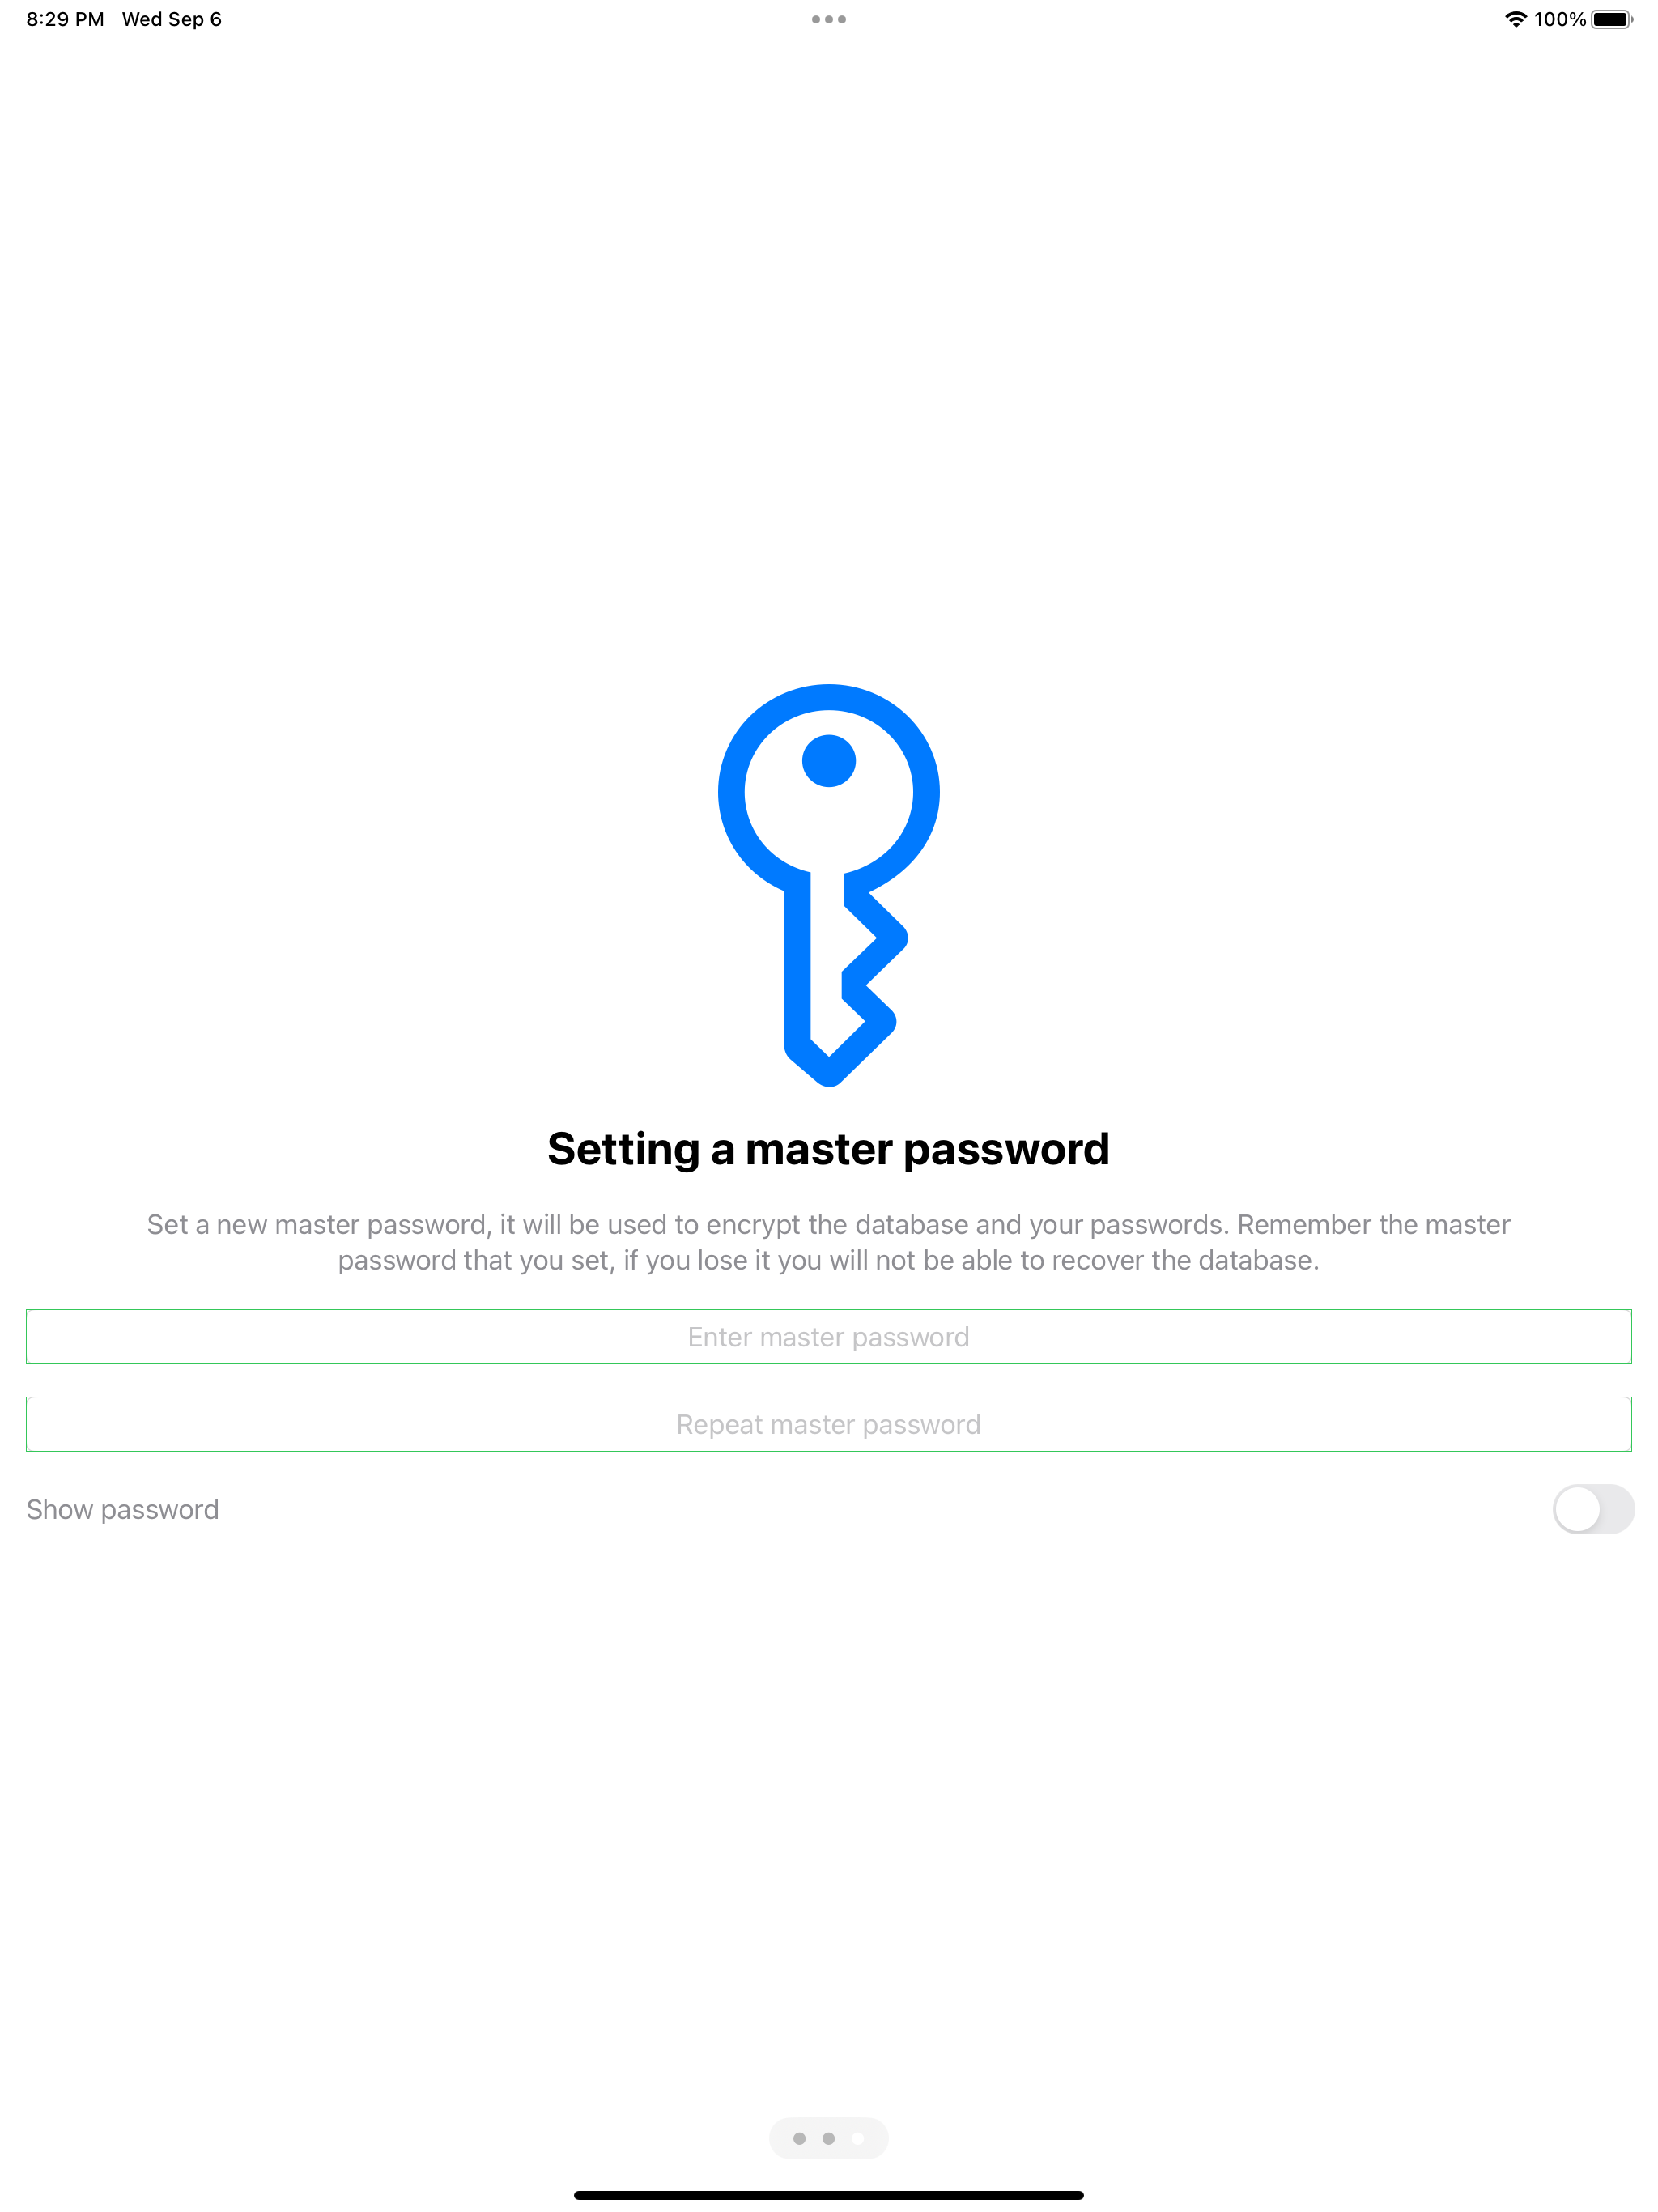 8:29 PM Wed Sep 6
100%
Setting a master password
Set a new master password, it will be used to encrypt the database and your passwords. Remember the master
password that you set, if you lose it you will not be able to recover the database.
Enter master password
Repeat master password
Show password